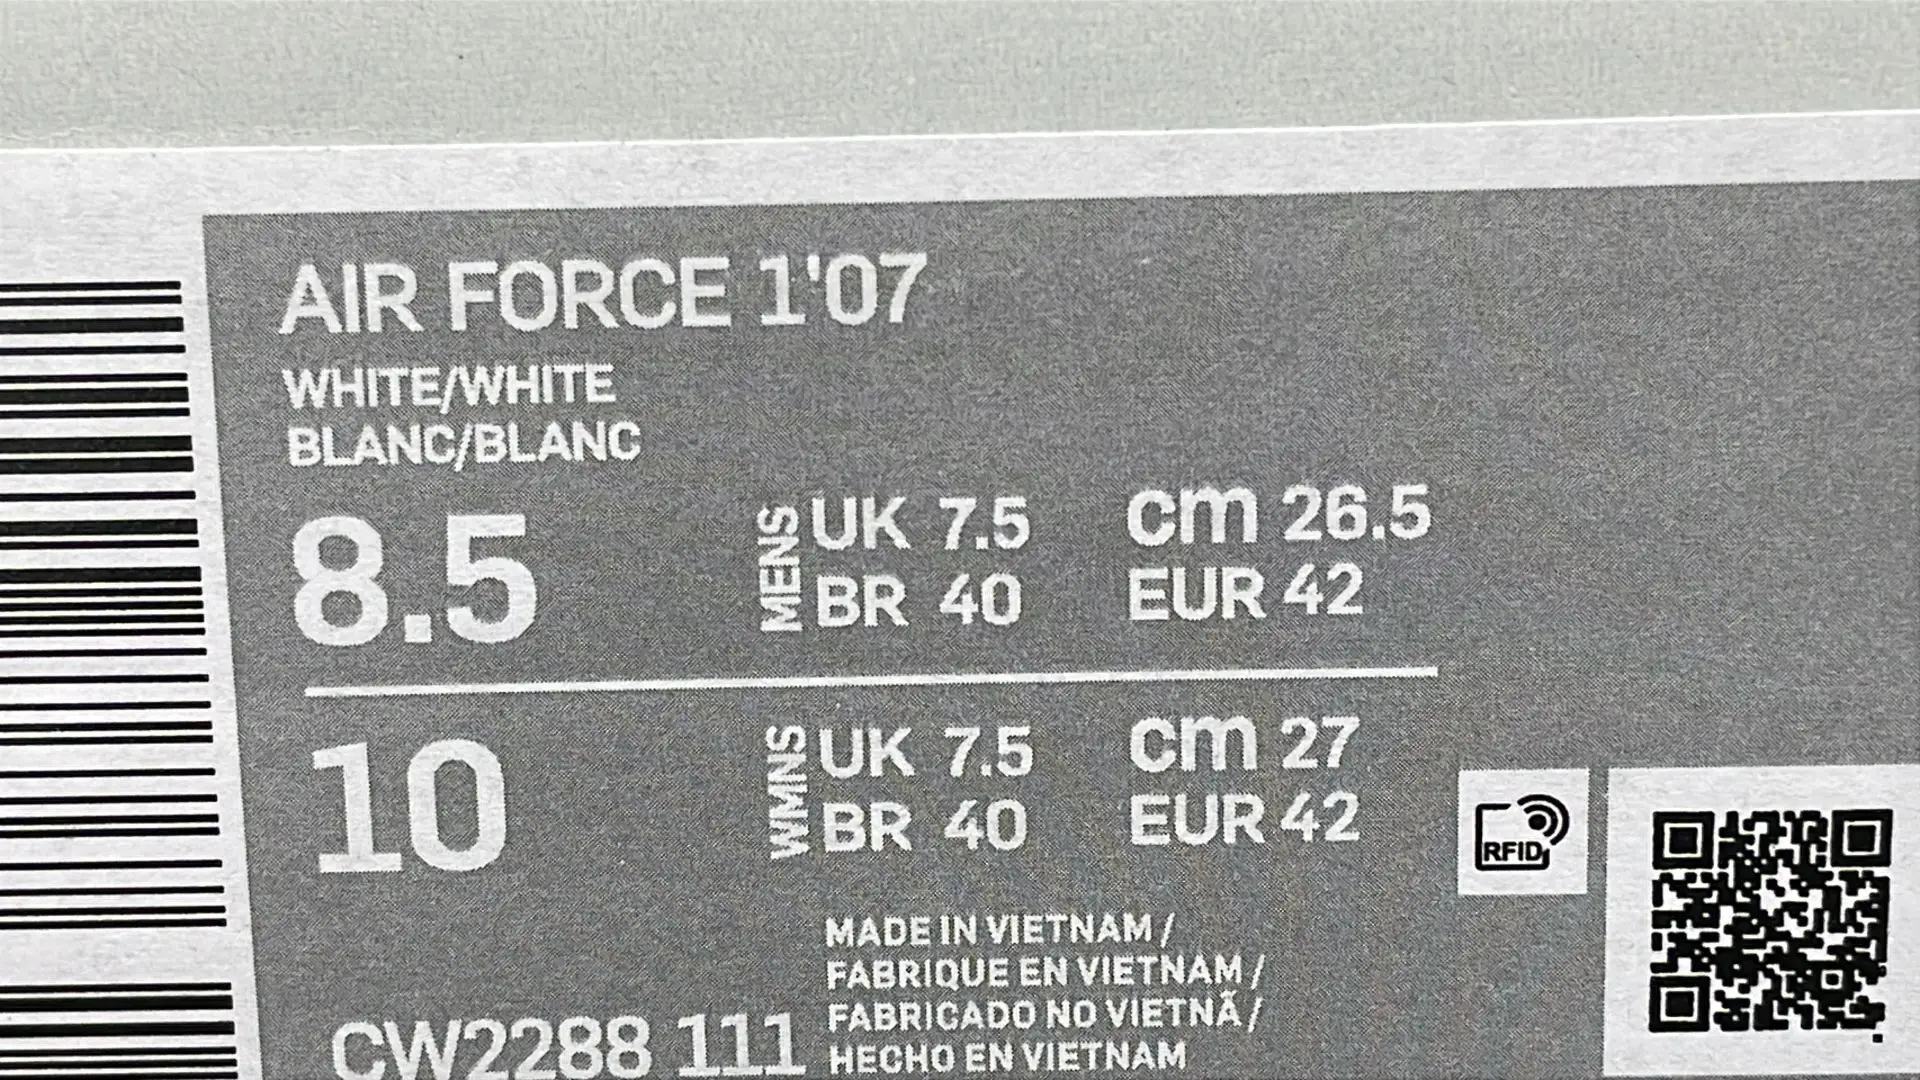 AIR FORCE 1'07
WHITE/WHITE
BLANC/BLANC
8.5
MENS
UK 7.5 cm 26.5
BR 40 EUR 42
10
WMNS
UK 7.5 cm 27
BR 40 EUR 42
RFID
MADE IN VIETNAM /
FABRIQUE EN VIETNAM /
FABRICADO NO VIETNÃ /
HECHO EN VIETNAM
CW2288 111